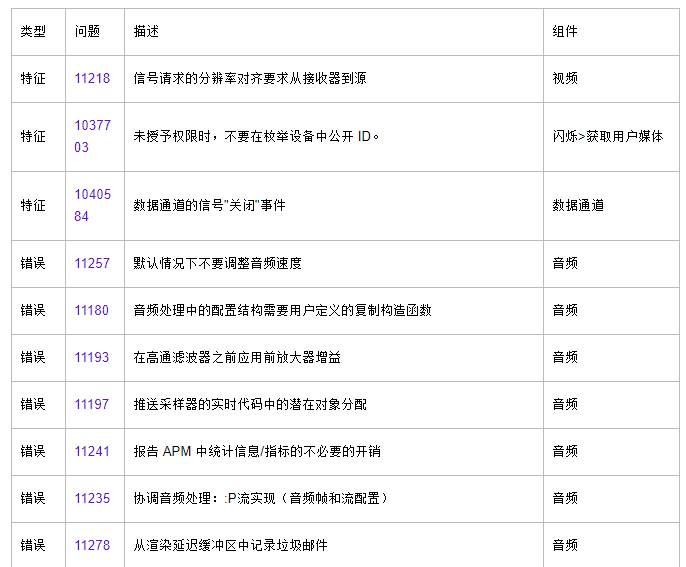 类型 问题 描述 组件
特征 11218 信号请求的分辨率对齐要求从接收器到源 视频
特征 1037703 未授予权限时，不要在枚举设备中公开 ID。 闪烁>获取用户媒体
特征 1040584 数据通道的信号"关闭"事件 数据通道
错误 11257 默认情况下不要调整音频速度 音频
错误 11180 音频处理中的配置结构需要用户定义的复制构造函数 音频
错误 11193 在高通滤波器之前应用前放大器增益 音频
错误 11197 推送采样器的实时代码中的潜在对象分配 音频
错误 11241 报告 APM 中统计信息/指标的不必要的开销 音频
错误 11235 协调音频处理：:P流实现（音频帧和流配置） 音频
错误 11278 从渲染延迟缓冲区中记录垃圾邮件 音频